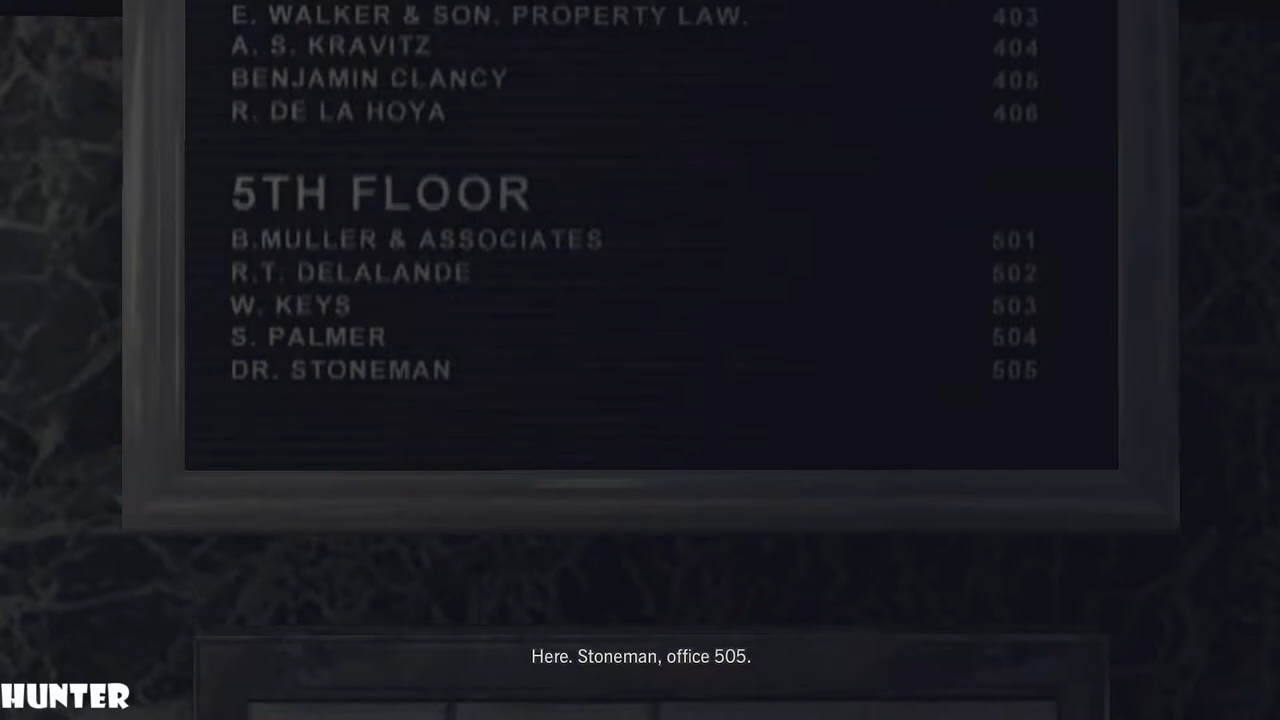 E. WALKER & SON. PROPERTY LAW. 403
A. S. KRAVITZ 404
BENJAMIN CLANCY 405
R. DE LA HOYA 406
5TH FLOOR
B.MULLER & ASSOCIATES 501
R.T. DELALANDE 502
W. KEYS 503
S. PALMER 504
DR. STONEMAN 505
Here. Stoneman, office 505.
HUNTER